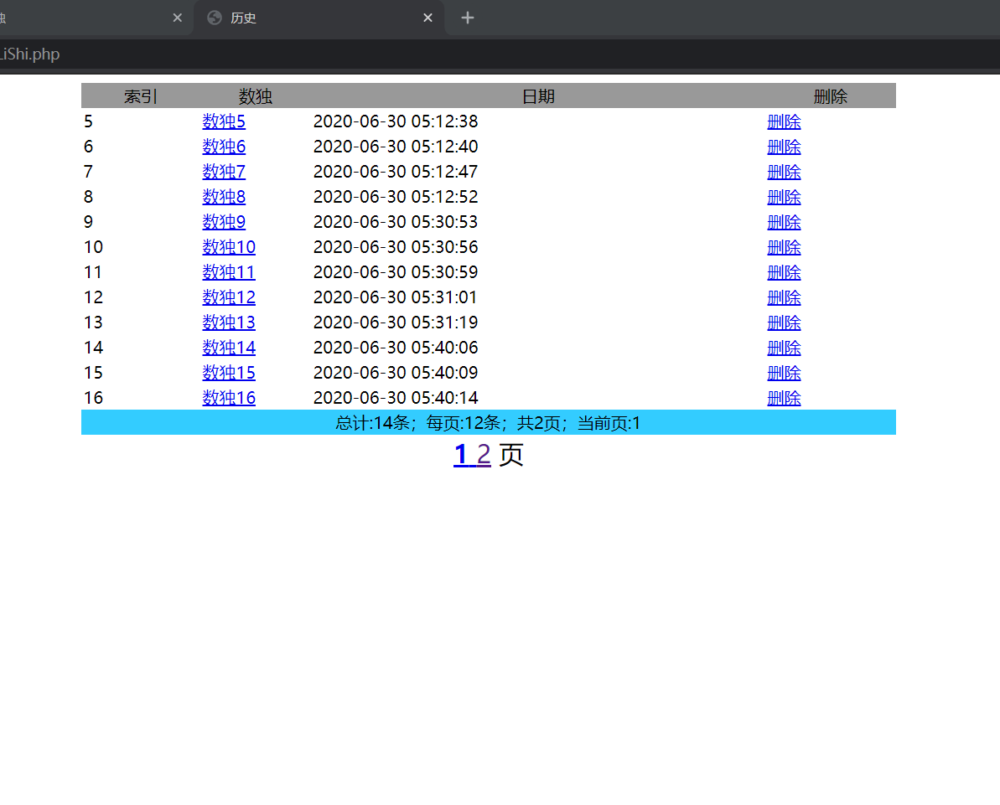 历史
LiShi.php
索引 数独 日期 删除
5 数独5 2020-06-30 05:12:38 删除
6 数独6 2020-06-30 05:12:40 删除
7 数独7 2020-06-30 05:12:47 删除
8 数独8 2020-06-30 05:12:52 删除
9 数独9 2020-06-30 05:30:53 删除
10 数独10 2020-06-30 05:30:56 删除
11 数独11 2020-06-30 05:30:59 删除
12 数独12 2020-06-30 05:31:01 删除
13 数独13 2020-06-30 05:31:19 删除
14 数独14 2020-06-30 05:40:06 删除
15 数独15 2020-06-30 05:40:09 删除
16 数独16 2020-06-30 05:40:14 删除
总计:14条；每页:12条；共2页；当前页:1
1 2 页